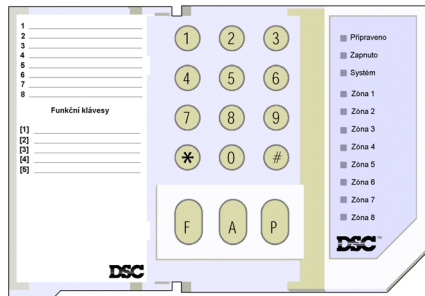 1
2
3
4
5
6
7
8
Funkční klávesy
[1]
[2]
[3]
[4]
[5]
DSC
1 2 3
4 5 6
7 8 9
* 0 #
F A P
Připraveno
Zapnuto
Systém
Zóna 1
Zóna 2
Zóna 3
Zóna 4
Zóna 5
Zóna 6
Zóna 7
Zóna 8
DSC™